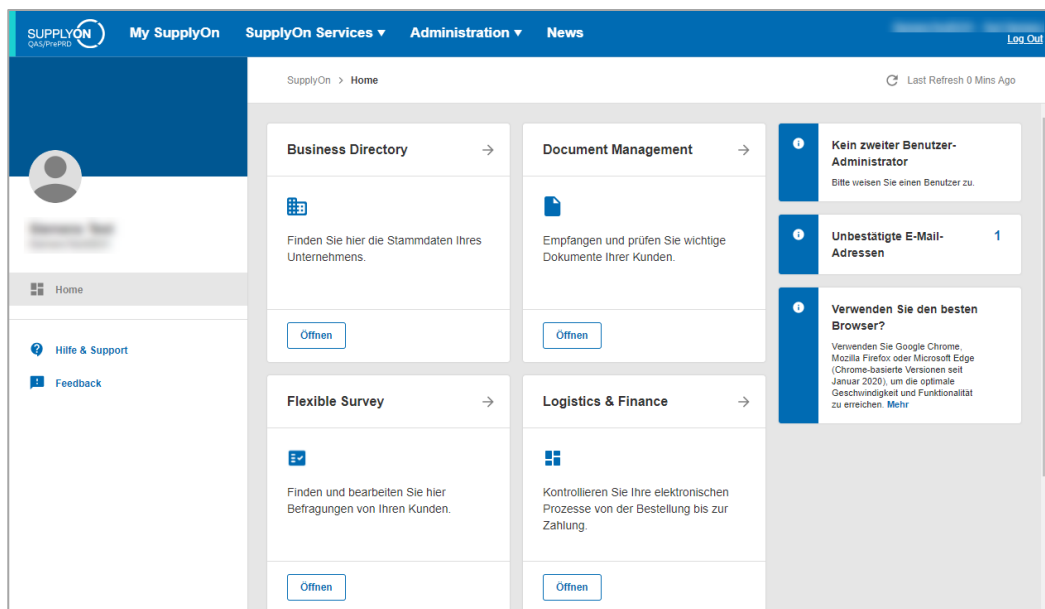 SUPPLYON
QAS/PrePRD
My SupplyOn
SupplyOn Services ▾
Administration ▾
News
Log Out
SupplyOn > Home
Last Refresh 0 Mins Ago
Home
Hilfe & Support
Feedback
Business Directory
Finden Sie hier die Stammdaten Ihres
Unternehmens.
Öffnen
Document Management
Empfangen und prüfen Sie wichtige
Dokumente Ihrer Kunden.
Öffnen
Flexible Survey
Finden und bearbeiten Sie hier
Befragungen von Ihren Kunden.
Öffnen
Logistics & Finance
Kontrollieren Sie Ihre elektronischen
Prozesse von der Bestellung bis zur
Zahlung.
Öffnen
Kein zweiter Benutzer-
Administrator
Bitte weisen Sie einen Benutzer zu.
Unbestätigte E-Mail-
Adressen
1
Verwenden Sie den besten
Browser?
Verwenden Sie Google Chrome,
Mozilla Firefox oder Microsoft Edge
(Chrome-basierte Versionen seit
Januar 2020), um die optimale
Geschwindigkeit und Funktionalität
zu erreichen. Mehr